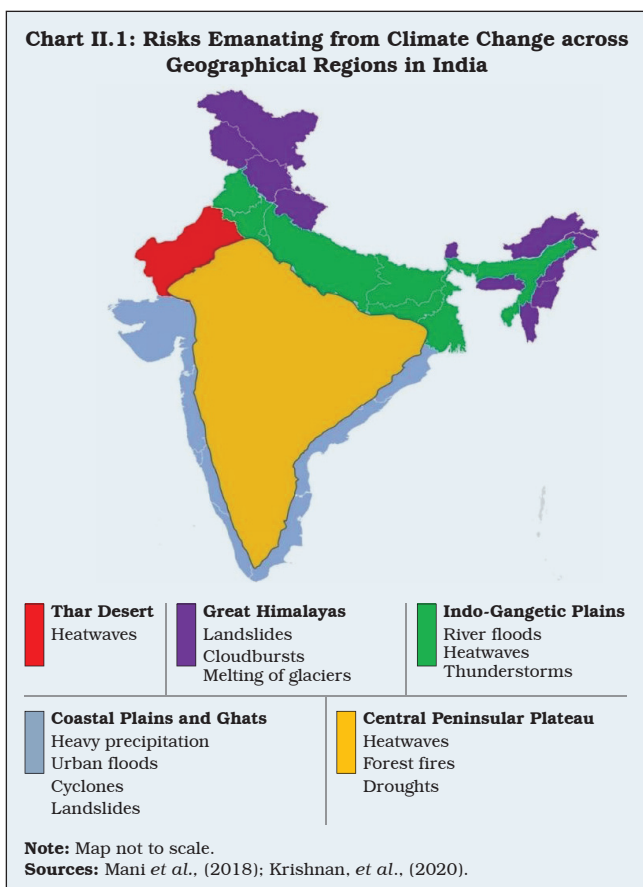 Chart II.1: Risks Emanating from Climate Change across
Geographical Regions in India
Thar Desert
Heatwaves
Great Himalayas
Landslides
Cloudbursts
Melting of glaciers
Indo-Gangetic Plains
River floods
Heatwaves
Thunderstorms
Coastal Plains and Ghats
Heavy precipitation
Urban floods
Cyclones
Landslides
Central Peninsular Plateau
Heatwaves
Forest fires
Droughts
Note: Map not to scale.
Sources: Mani et al., (2018); Krishnan, et al., (2020).